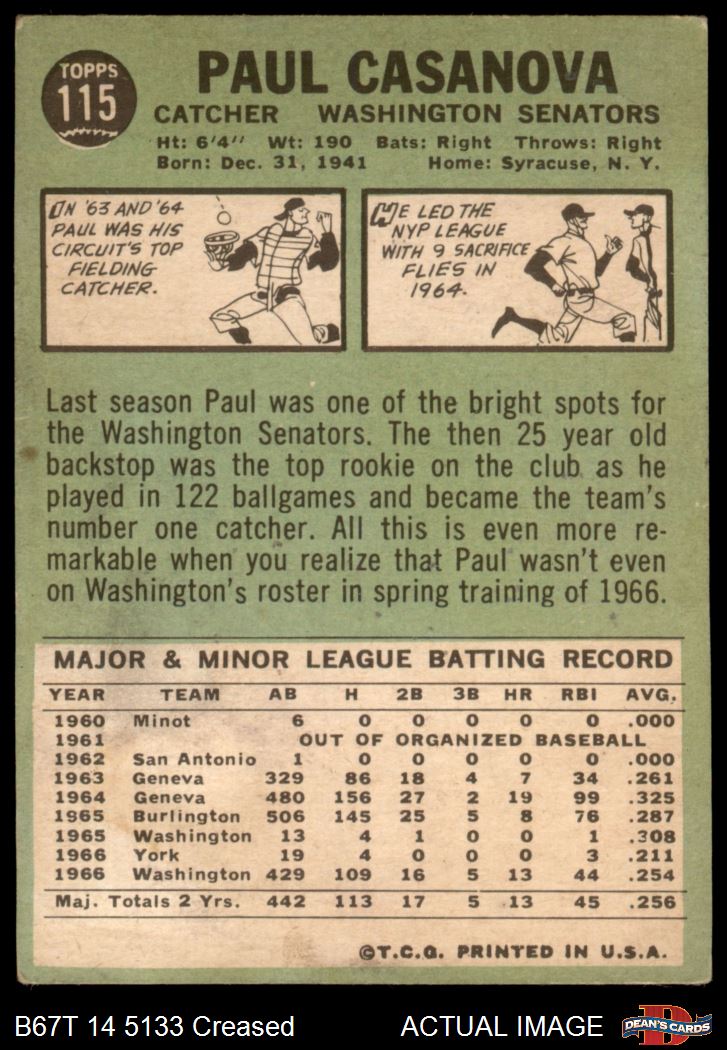 TOPPS
115
PAUL CASANOVA
CATCHER WASHINGTON SENATORS
Ht: 6'4" Wt: 190 Bats: Right Throws: Right
Born: Dec. 31, 1941 Home: Syracuse, N. Y.
IN '63 AND '64
PAUL WAS HIS
CIRCUIT'S TOP
FIELDING
CATCHER.
HE LED THE
NYP LEAGUE
WITH 9 SACRIFICE
FLIES IN
1964.
Last season Paul was one of the bright spots for
the Washington Senators. The then 25 year old
backstop was the top rookie on the club as he
played in 122 ballgames and became the team's
number one catcher. All this is even more re-
markable when you realize that Paul wasn't even
on Washington's roster in spring training of 1966.
MAJOR & MINOR LEAGUE BATTING RECORD
YEAR TEAM AB H 2B 3B HR RBI AVG.
1960 Minot 6 0 0 0 0 0 .000
1961 OUT OF ORGANIZED BASEBALL
1962 San Antonio 1 0 0 0 0 0 .000
1963 Geneva 329 86 18 4 7 34 .261
1964 Geneva 480 156 27 2 19 99 .325
1965 Burlington 506 145 25 5 8 76 .287
1965 Washington 13 4 1 0 0 1 .308
1966 York 19 4 0 0 0 3 .211
1966 Washington 429 109 16 5 13 44 .254
Maj. Totals 2 Yrs. 442 113 17 5 13 45 .256
©T.C.G. PRINTED IN U.S.A.
B67T 14 5133 Creased ACTUAL IMAGE
D
DEAN'S CARDS